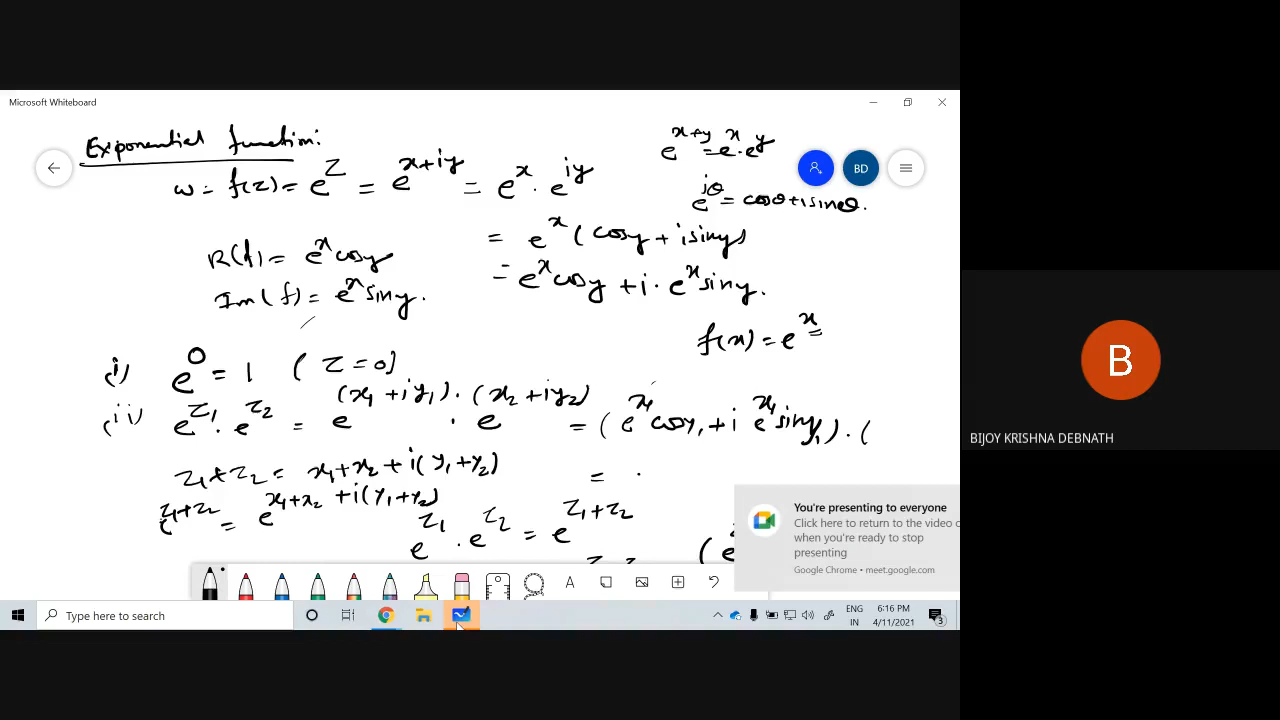 Microsoft Whiteboard
Exponential function:
e^{x+y} = e^x · e^y
w = f(z) = e^z = e^{x+iy} = e^x · e^{iy}
BD
e^{iθ} = cosθ + i sinθ.
= e^x (cosy + i siny)
R(f) = e^x cosy
= e^x cosy + i · e^x siny.
Im(f) = e^x siny.
f(x) = e^x
(i) e^0 = 1 (z = 0)
(ii) e^{z1} · e^{z2} = e^{(x1 + iy1)} · e^{(x2 + iy2)} = (e^{x1} cosy1 + i e^{x1} siny1) · (
z1 + z2 = x1 + x2 + i(y1 + y2)
= ·
e^{z1+z2} = e^{x1+x2 + i(y1+y2)}
e^{z1} · e^{z2} = e^{z1+z2}
(e
You're presenting to everyone
Click here to return to the video
when you're ready to stop
presenting
Google Chrome • meet.google.com
B
BIJOY KRISHNA DEBNATH
A
Type here to search
ENG
IN
6:16 PM
4/11/2021
3